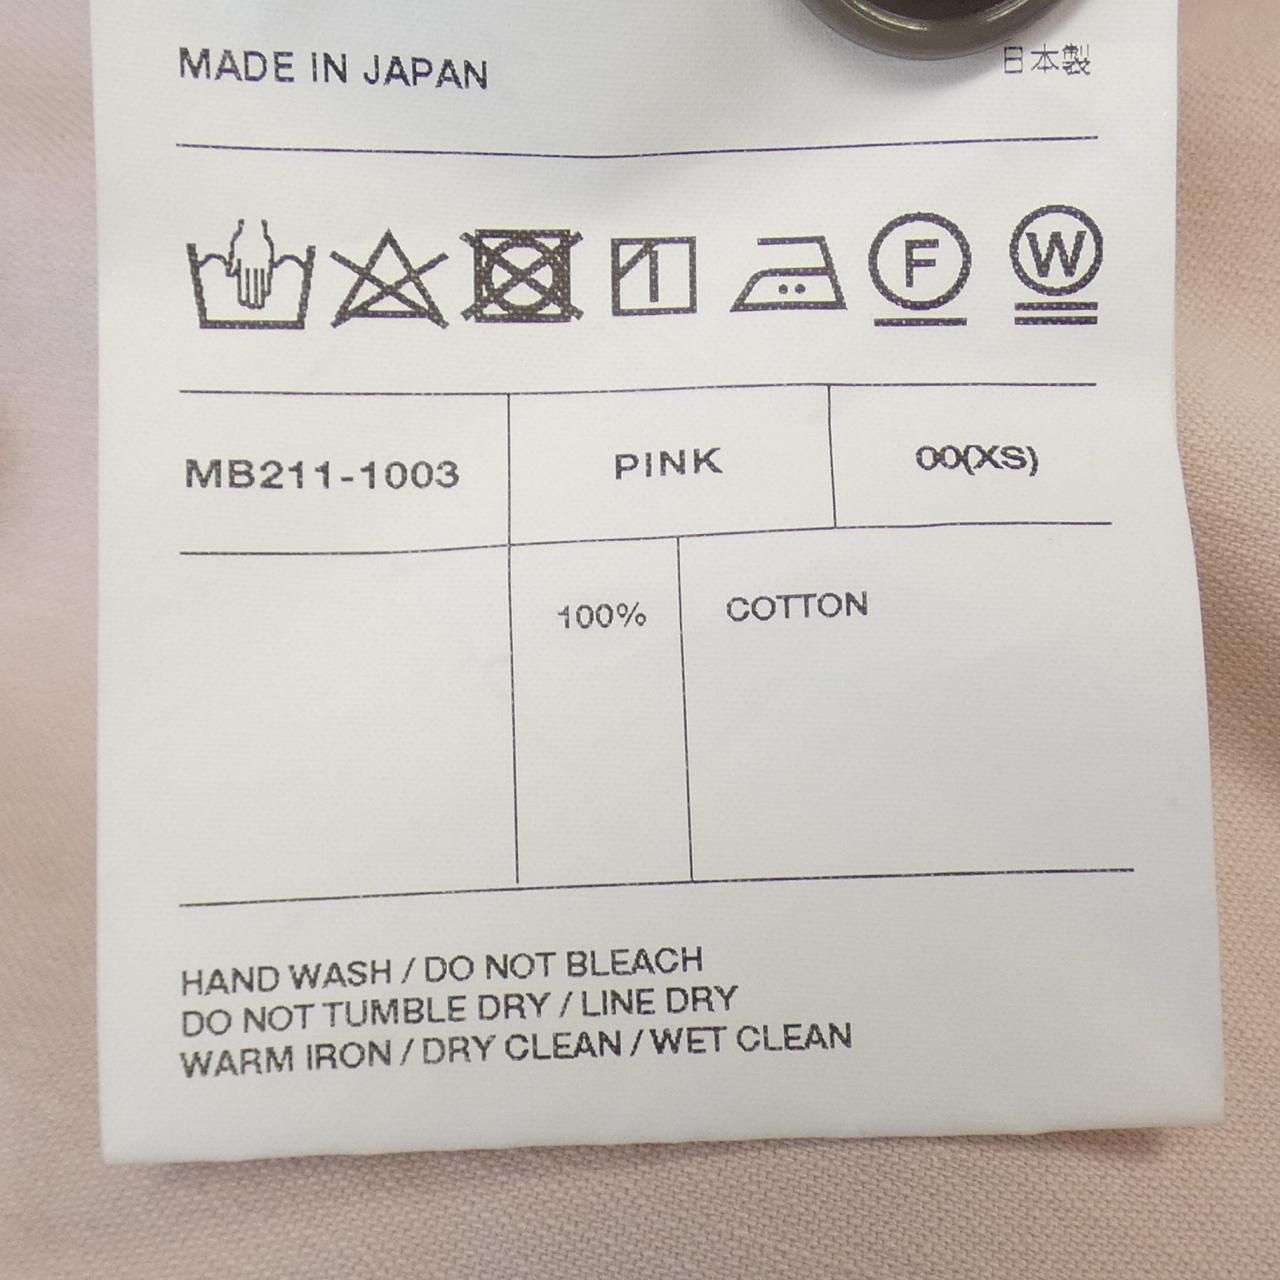 MADE IN JAPAN
日本製
F
W
MB211-1003
PINK
00(XS)
100%
COTTON
HAND WASH / DO NOT BLEACH
DO NOT TUMBLE DRY / LINE DRY
WARM IRON / DRY CLEAN / WET CLEAN